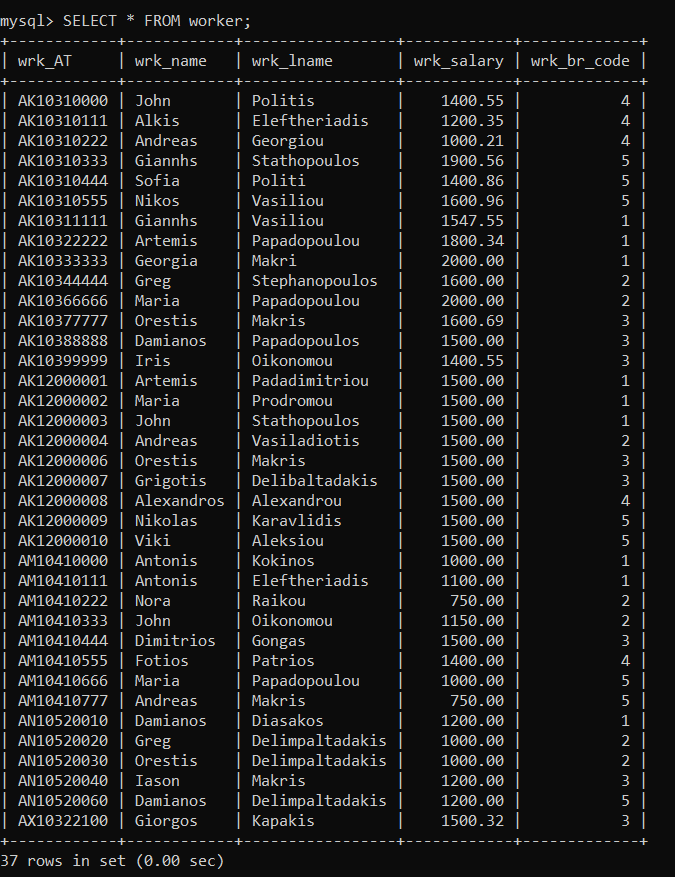 mysql> SELECT * FROM worker;
+------------+------------+----------------+------------+-------------+
| wrk_AT     | wrk_name   | wrk_lname      | wrk_salary | wrk_br_code |
+------------+------------+----------------+------------+-------------+
| AK10310000 | John       | Politis        |    1400.55 |           4 |
| AK10310111 | Alkis      | Eleftheriadis  |    1200.35 |           4 |
| AK10310222 | Andreas    | Georgiou       |    1000.21 |           4 |
| AK10310333 | Giannhs    | Stathopoulos   |    1900.56 |           5 |
| AK10310444 | Sofia      | Politi         |    1400.86 |           5 |
| AK10310555 | Nikos      | Vasiliou       |    1600.96 |           5 |
| AK10311111 | Giannhs    | Vasiliou       |    1547.55 |           1 |
| AK10322222 | Artemis    | Papadopoulou   |    1800.34 |           1 |
| AK10333333 | Georgia    | Makri          |    2000.00 |           1 |
| AK10344444 | Greg       | Stephanopoulos |    1600.00 |           2 |
| AK10366666 | Maria      | Papadopoulou   |    2000.00 |           2 |
| AK10377777 | Orestis    | Makris         |    1600.69 |           3 |
| AK10388888 | Damianos   | Papadopoulos   |    1500.00 |           3 |
| AK10399999 | Iris       | Oikonomou      |    1400.55 |           3 |
| AK12000001 | Artemis    | Padadimitriou  |    1500.00 |           1 |
| AK12000002 | Maria      | Prodromou      |    1500.00 |           1 |
| AK12000003 | John       | Stathopoulos   |    1500.00 |           1 |
| AK12000004 | Andreas    | Vasiladiotis   |    1500.00 |           2 |
| AK12000006 | Orestis    | Makris         |    1500.00 |           3 |
| AK12000007 | Grigotis   | Delibaltadakis |    1500.00 |           3 |
| AK12000008 | Alexandros | Alexandrou     |    1500.00 |           4 |
| AK12000009 | Nikolas    | Karavlidis     |    1500.00 |           5 |
| AK12000010 | Viki       | Aleksiou       |    1500.00 |           5 |
| AM10410000 | Antonis    | Kokinos        |    1000.00 |           1 |
| AM10410111 | Antonis    | Eleftheriadis  |    1100.00 |           1 |
| AM10410222 | Nora       | Raikou         |     750.00 |           2 |
| AM10410333 | John       | Oikonomou      |    1150.00 |           2 |
| AM10410444 | Dimitrios  | Gongas         |    1500.00 |           3 |
| AM10410555 | Fotios     | Patrios        |    1400.00 |           4 |
| AM10410666 | Maria      | Papadopoulou   |    1000.00 |           5 |
| AM10410777 | Andreas    | Makris         |     750.00 |           5 |
| AN10520010 | Damianos   | Diasakos       |    1200.00 |           1 |
| AN10520020 | Greg       | Delimpaltadakis |    1000.00 |           2 |
| AN10520030 | Orestis    | Delimpaltadakis |    1000.00 |           2 |
| AN10520040 | Iason      | Makris         |    1200.00 |           3 |
| AN10520060 | Damianos   | Delimpaltadakis |    1200.00 |           5 |
| AX10322100 | Giorgos    | Kapakis        |    1500.32 |           3 |
+------------+------------+----------------+------------+-------------+
37 rows in set (0.00 sec)